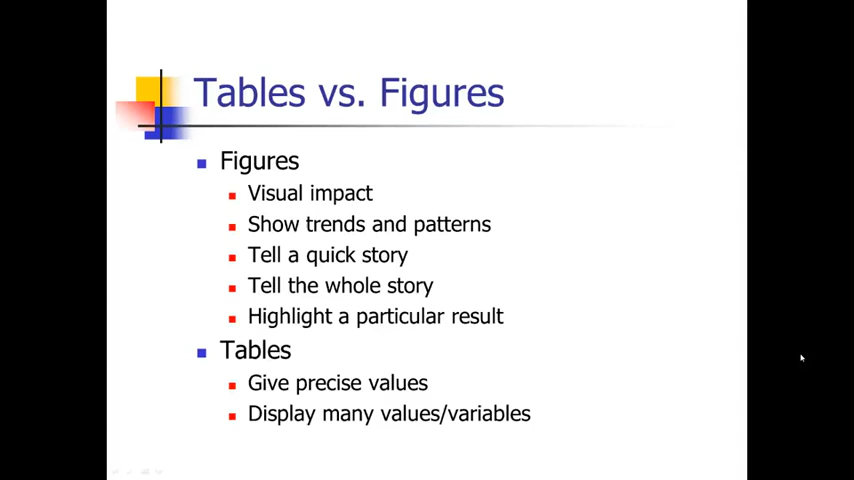 Tables vs. Figures
Figures
Visual impact
Show trends and patterns
Tell a quick story
Tell the whole story
Highlight a particular result
Tables
Give precise values
Display many values/variables